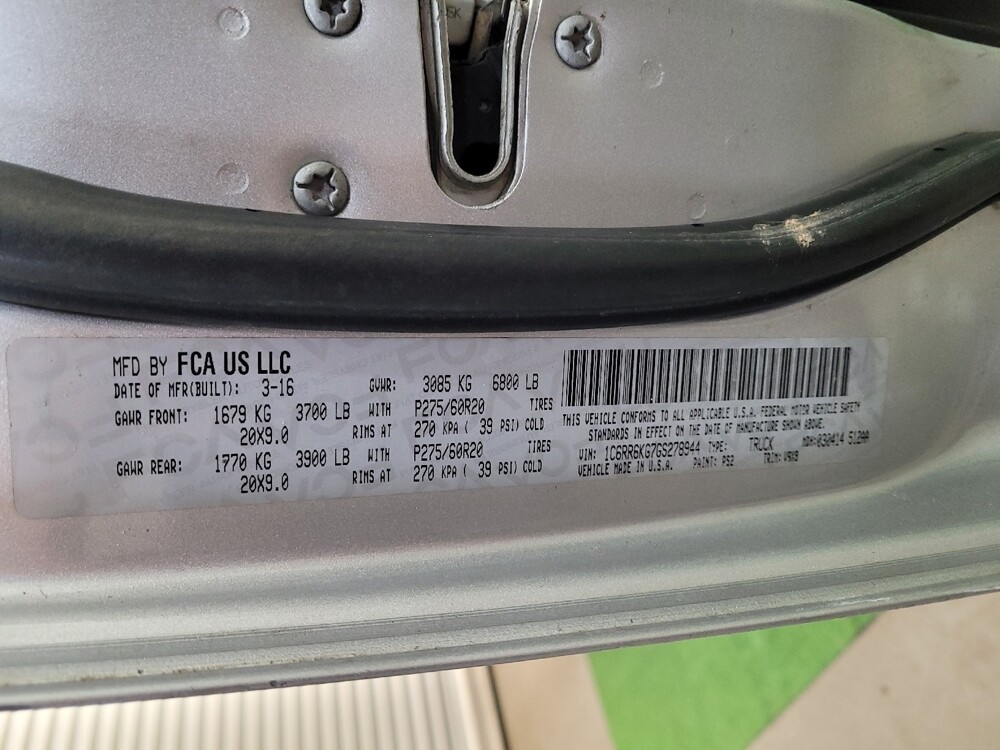 MFD BY FCA US LLC
DATE OF MFR(BUILT): 3-16 GVWR: 3085 KG 6800 LB
GAWR FRONT: 1679 KG 3700 LB WITH P275/60R20 TIRES
20X9.0 RIMS AT 270 KPA ( 39 PSI) COLD
GAWR REAR: 1770 KG 3900 LB WITH P275/60R20 TIRES
20X9.0 RIMS AT 270 KPA ( 39 PSI) COLD
THIS VEHICLE CONFORMS TO ALL APPLICABLE U.S.A. FEDERAL MOTOR VEHICLE SAFETY
STANDARDS IN EFFECT ON THE DATE OF MANUFACTURE SHOWN ABOVE.
VIN: 1C6RR6KG7GS278944 TYPE: TRUCK MDH:
VEHICLE MADE IN U.S.A. PAINT: PS2 TRIM: